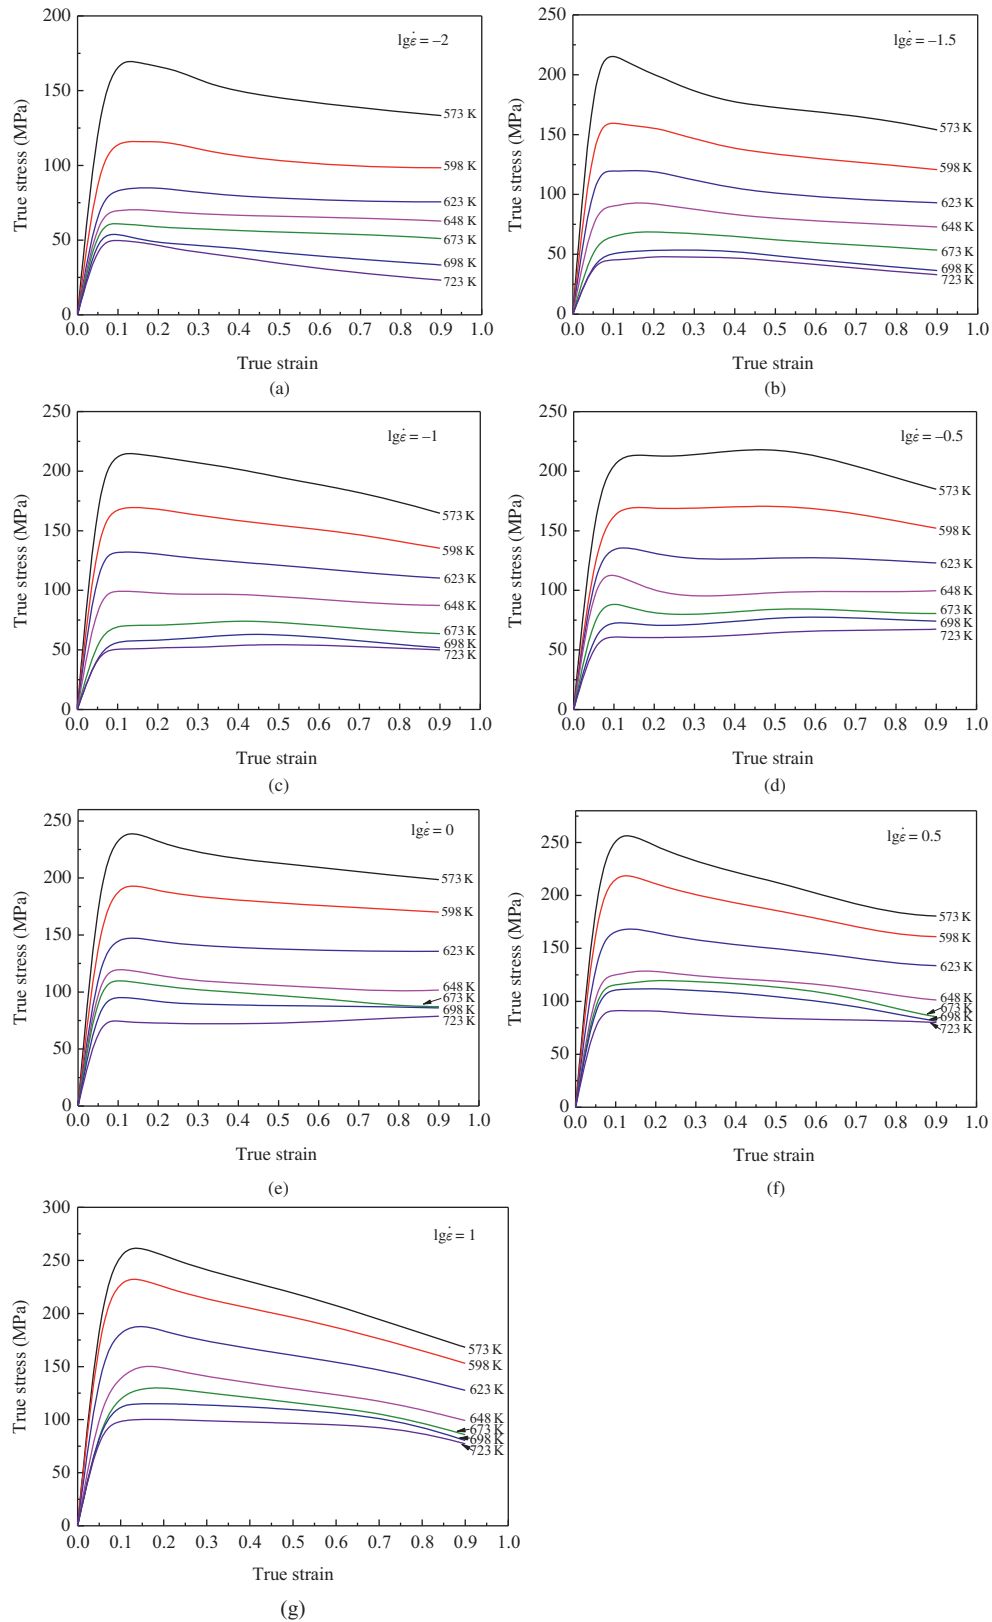 200
150
100
50
0
True stress (MPa)
lgε̇ = –2
573 K
598 K
623 K
648 K
673 K
698 K
723 K
0.0 0.1 0.2 0.3 0.4 0.5 0.6 0.7 0.8 0.9 1.0
True strain
(a)
250
200
150
100
50
0
True stress (MPa)
lgε̇ = –1.5
573 K
598 K
623 K
648 K
673 K
698 K
723 K
0.0 0.1 0.2 0.3 0.4 0.5 0.6 0.7 0.8 0.9 1.0
True strain
(b)
250
200
150
100
50
0
True stress (MPa)
lgε̇ = –1
573 K
598 K
623 K
648 K
673 K
698 K
723 K
0.0 0.1 0.2 0.3 0.4 0.5 0.6 0.7 0.8 0.9 1.0
True strain
(c)
250
200
150
100
50
0
True stress (MPa)
lgε̇ = –0.5
573 K
598 K
623 K
648 K
673 K
698 K
723 K
0.0 0.1 0.2 0.3 0.4 0.5 0.6 0.7 0.8 0.9 1.0
True strain
(d)
250
200
150
100
50
0
True stress (MPa)
lgε̇ = 0
573 K
598 K
623 K
648 K
673 K
698 K
723 K
0.0 0.1 0.2 0.3 0.4 0.5 0.6 0.7 0.8 0.9 1.0
True strain
(e)
250
200
150
100
50
0
True stress (MPa)
lgε̇ = 0.5
573 K
598 K
623 K
648 K
673 K
698 K
723 K
0.0 0.1 0.2 0.3 0.4 0.5 0.6 0.7 0.8 0.9 1.0
True strain
(f)
300
250
200
150
100
50
0
True stress (MPa)
lgε̇ = 1
573 K
598 K
623 K
648 K
673 K
698 K
723 K
0.0 0.1 0.2 0.3 0.4 0.5 0.6 0.7 0.8 0.9 1.0
True strain
(g)